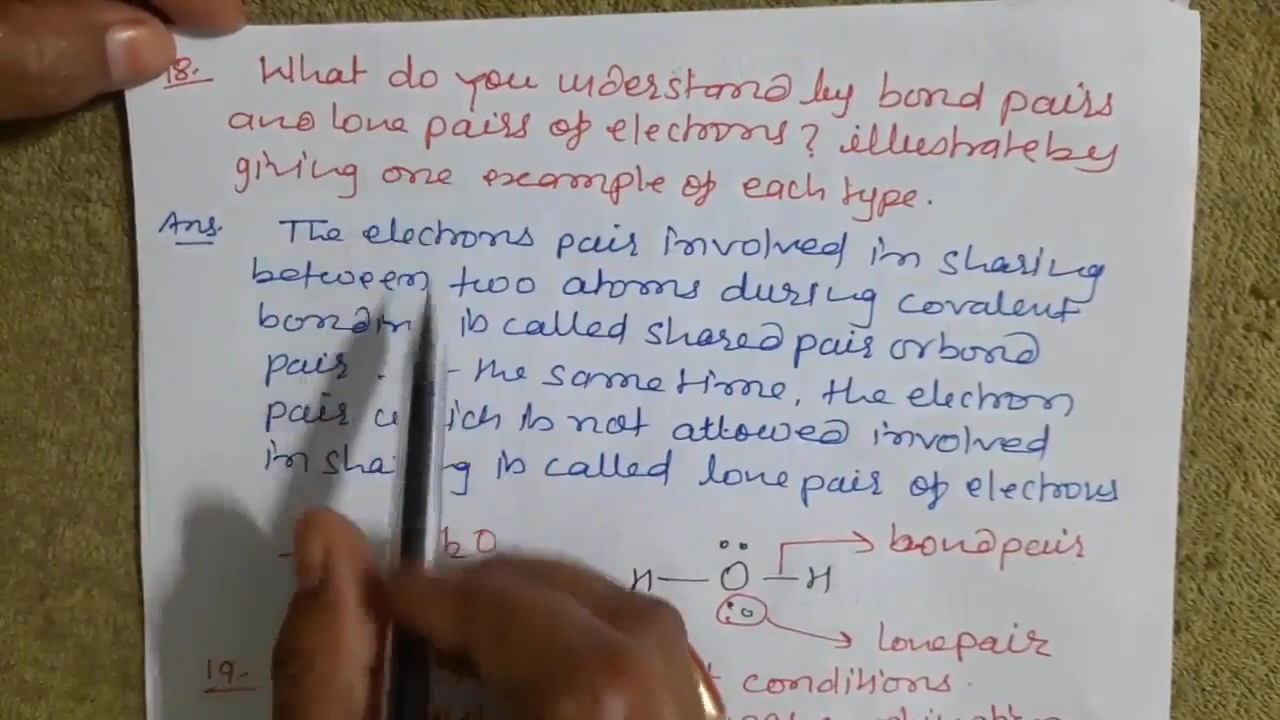 18. What do you understand by bond pairs
and lone pairs of electrons? illustrate by
giving one example of each type.
Ans. The electrons pair involved in sharing
between two atoms during covalent
is called shared pair or bond
pair. the same time, the electron
pair is not allowed involved
in is called lone pair of electrons
H—O—H
bond pair
lone pair
19. conditions.